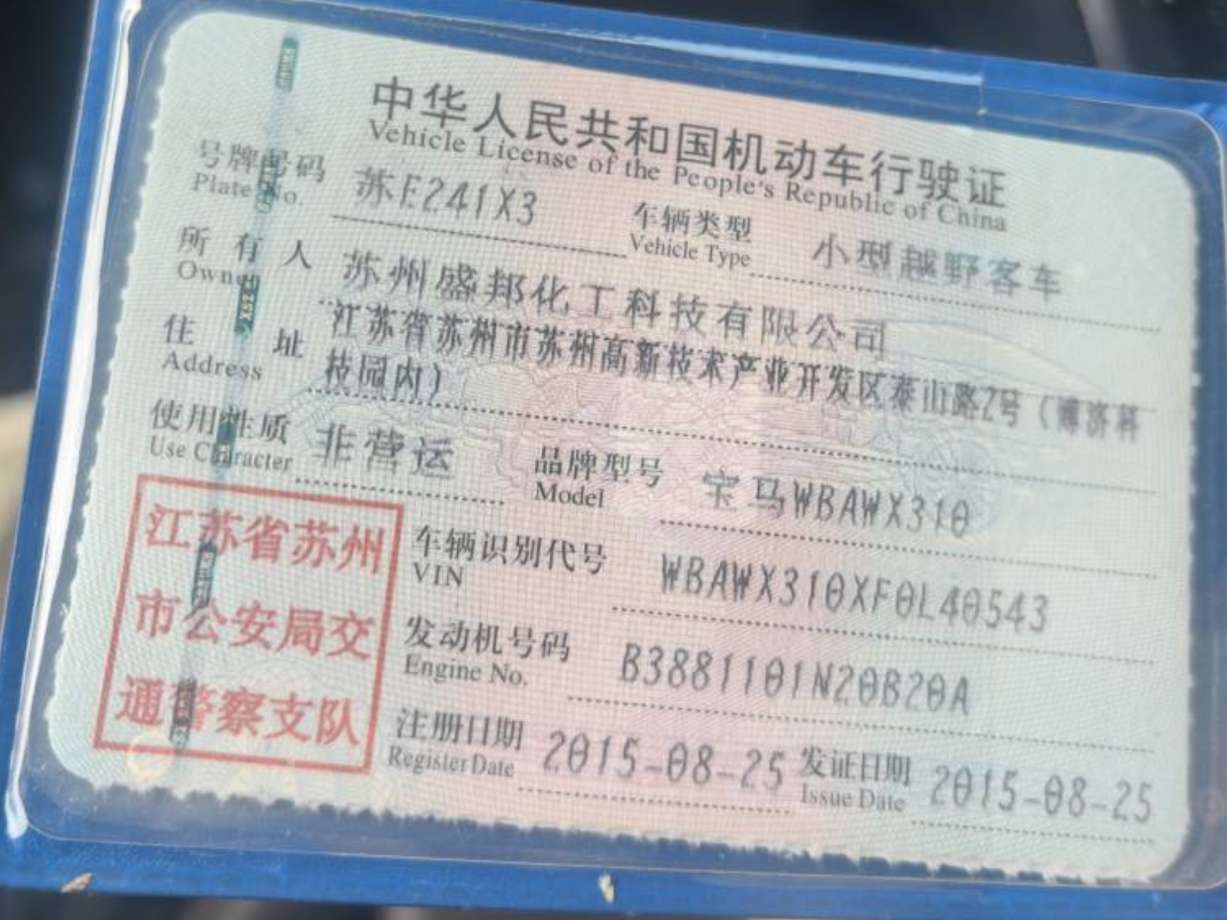 中华人民共和国机动车行驶证
Vehicle License of the People's Republic of China
号牌号码 苏E241X3 车辆类型 小型越野客车
Plate No. Vehicle Type
所有人 苏州盛邦化工科技有限公司
Owner
住址 江苏省苏州市苏州高新技术产业开发区泰山路2号（博济科
Address 技园内）
使用性质 非营运 品牌型号 宝马WBAWX310
Use Character Model
江苏省苏州
市公安局交
通警察支队
车辆识别代号 WBAWX310XF0L40543
VIN
发动机号码 B3881101N20B20A
Engine No.
注册日期 2015-08-25 发证日期 2015-08-25
Register Date Issue Date